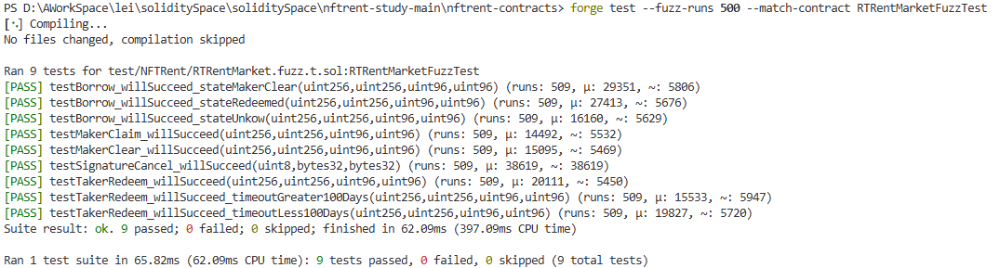 PS D:\AWorkSpace\lei\soliditySpace\soliditySpace\nftrent-study-main\nftrent-contracts> forge test --fuzz-runs 500 --match-contract RTRentMarketFuzzTest
[⠊] Compiling...
No files changed, compilation skipped
Ran 9 tests for test/NFTRent/RTRentMarket.fuzz.t.sol:RTRentMarketFuzzTest
[PASS] testBorrow_willSucceed_stateMakerClear(uint256,uint256,uint96,uint96) (runs: 509, μ: 29351, ~: 5806)
[PASS] testBorrow_willSucceed_stateRedeemed(uint256,uint256,uint96,uint96) (runs: 509, μ: 27413, ~: 5676)
[PASS] testBorrow_willSucceed_stateUnkow(uint256,uint256,uint96,uint96) (runs: 509, μ: 16160, ~: 5629)
[PASS] testMakerClaim_willSucceed(uint256,uint256,uint96,uint96) (runs: 509, μ: 14492, ~: 5532)
[PASS] testMakerClear_willSucceed(uint256,uint256,uint96,uint96) (runs: 509, μ: 15095, ~: 5469)
[PASS] testSignatureCancel_willSucceed(uint8,bytes32,bytes32) (runs: 509, μ: 38619, ~: 38619)
[PASS] testTakerRedeem_willSucceed(uint256,uint256,uint96,uint96) (runs: 509, μ: 20111, ~: 5450)
[PASS] testTakerRedeem_willSucceed_timeoutGreater100Days(uint256,uint256,uint96,uint96) (runs: 509, μ: 15533, ~: 5947)
[PASS] testTakerRedeem_willSucceed_timeoutLess100Days(uint256,uint256,uint96,uint96) (runs: 509, μ: 19827, ~: 5720)
Suite result: ok. 9 passed; 0 failed; 0 skipped; finished in 62.09ms (397.09ms CPU time)
Ran 1 test suite in 65.82ms (62.09ms CPU time): 9 tests passed, 0 failed, 0 skipped (9 total tests)